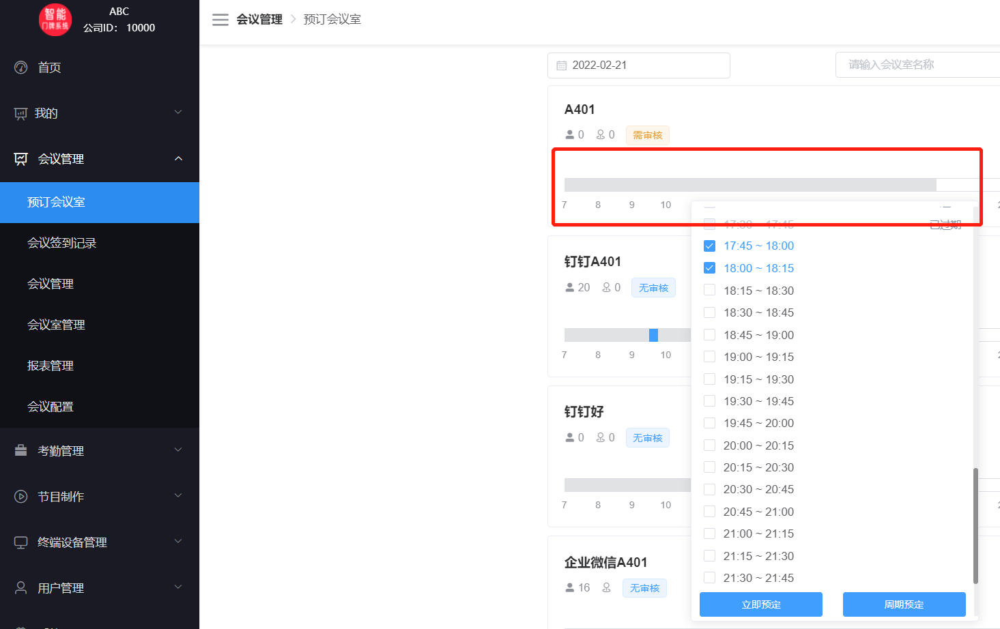 智能
门牌系统
ABC
公司ID： 10000
首页
我的
会议管理
预订会议室
会议签到记录
会议管理
会议室管理
报表管理
会议配置
考勤管理
节目制作
终端设备管理
用户管理
会议管理 > 预订会议室
2022-02-21
请输入会议室名称
A401
0 0 需审核
7 8 9 10
钉钉A401
20 0 无审核
7 8 9 10
钉钉好
0 0 无审核
7 8 9 10
企业微信A401
16 无审核
17:30 ~ 17:45 已过期
17:45 ~ 18:00
18:00 ~ 18:15
18:15 ~ 18:30
18:30 ~ 18:45
18:45 ~ 19:00
19:00 ~ 19:15
19:15 ~ 19:30
19:30 ~ 19:45
19:45 ~ 20:00
20:00 ~ 20:15
20:15 ~ 20:30
20:30 ~ 20:45
20:45 ~ 21:00
21:00 ~ 21:15
21:15 ~ 21:30
21:30 ~ 21:45
立即预定 周期预定